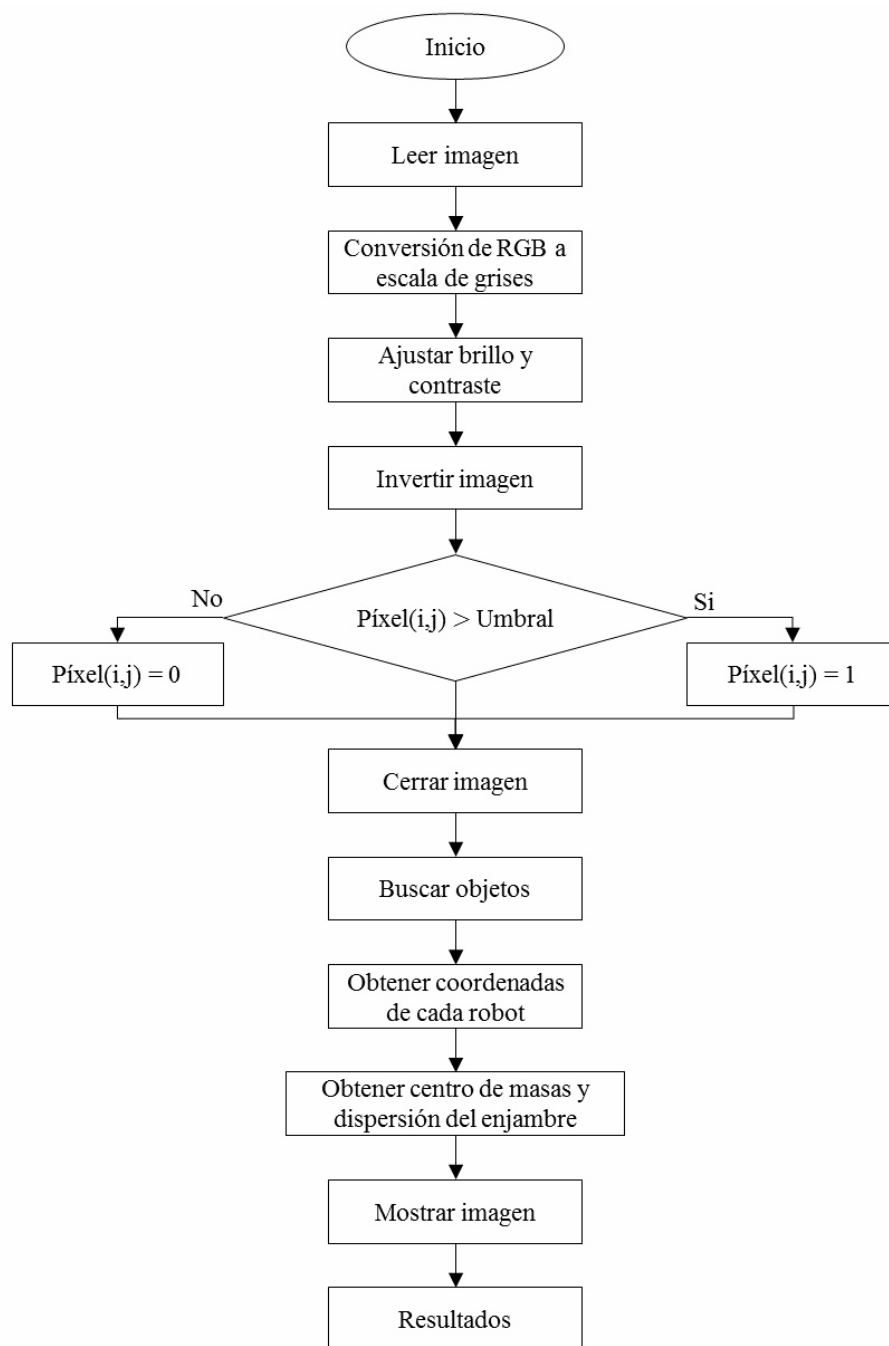 Inicio
Leer imagen
Conversión de RGB a
escala de grises
Ajustar brillo y
contraste
Invertir imagen
No
Si
Píxel(i,j) > Umbral
Píxel(i,j) = 0
Píxel(i,j) = 1
Cerrar imagen
Buscar objetos
Obtener coordenadas
de cada robot
Obtener centro de masas y
dispersión del enjambre
Mostrar imagen
Resultados